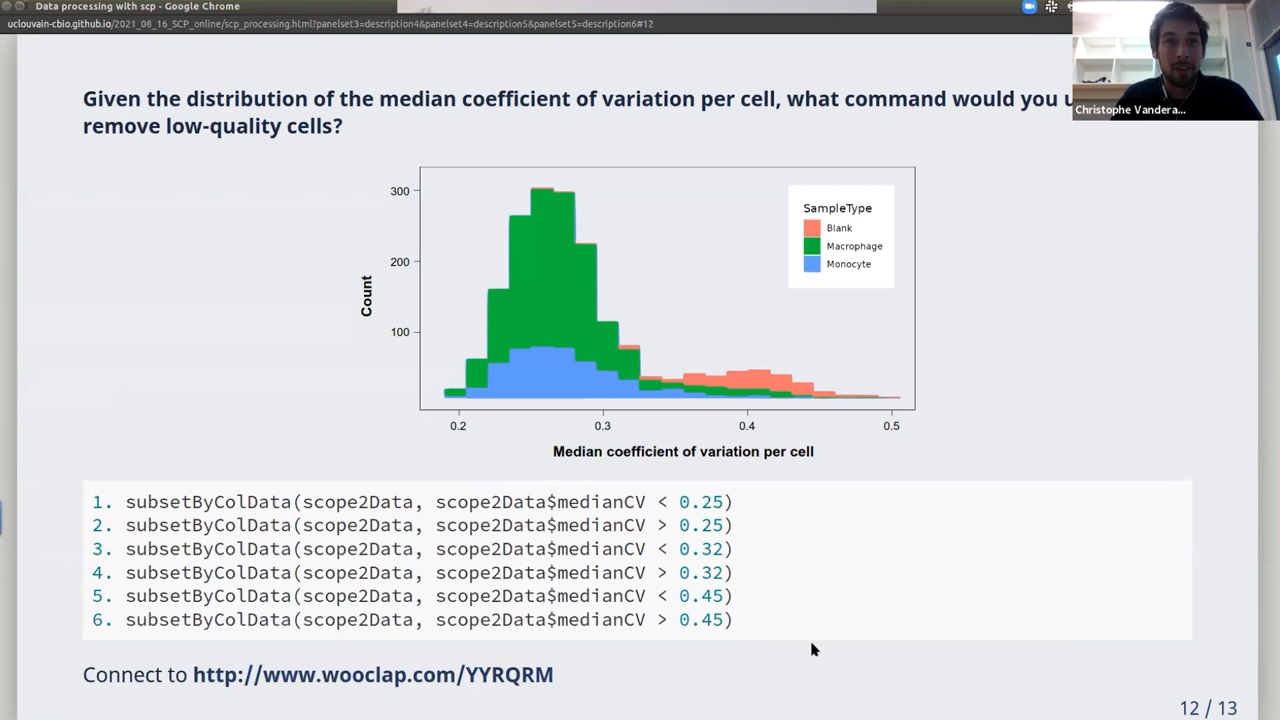 Data processing with scp - Google Chrome
uclouvain-cbio.github.io/2021_08_16_SCP_online/scp_processing.html?panelset3=description4&panelset4=description5&panelset5=description6#12
Christophe Vandera...
Given the distribution of the median coefficient of variation per cell, what command would you
remove low-quality cells?
300
200
100
Count
SampleType
Blank
Macrophage
Monocyte
0.2 0.3 0.4 0.5
Median coefficient of variation per cell
1. subsetByColData(scope2Data, scope2Data$medianCV < 0.25)
2. subsetByColData(scope2Data, scope2Data$medianCV > 0.25)
3. subsetByColData(scope2Data, scope2Data$medianCV < 0.32)
4. subsetByColData(scope2Data, scope2Data$medianCV > 0.32)
5. subsetByColData(scope2Data, scope2Data$medianCV < 0.45)
6. subsetByColData(scope2Data, scope2Data$medianCV > 0.45)
Connect to http://www.wooclap.com/YYRQRM
12 / 13